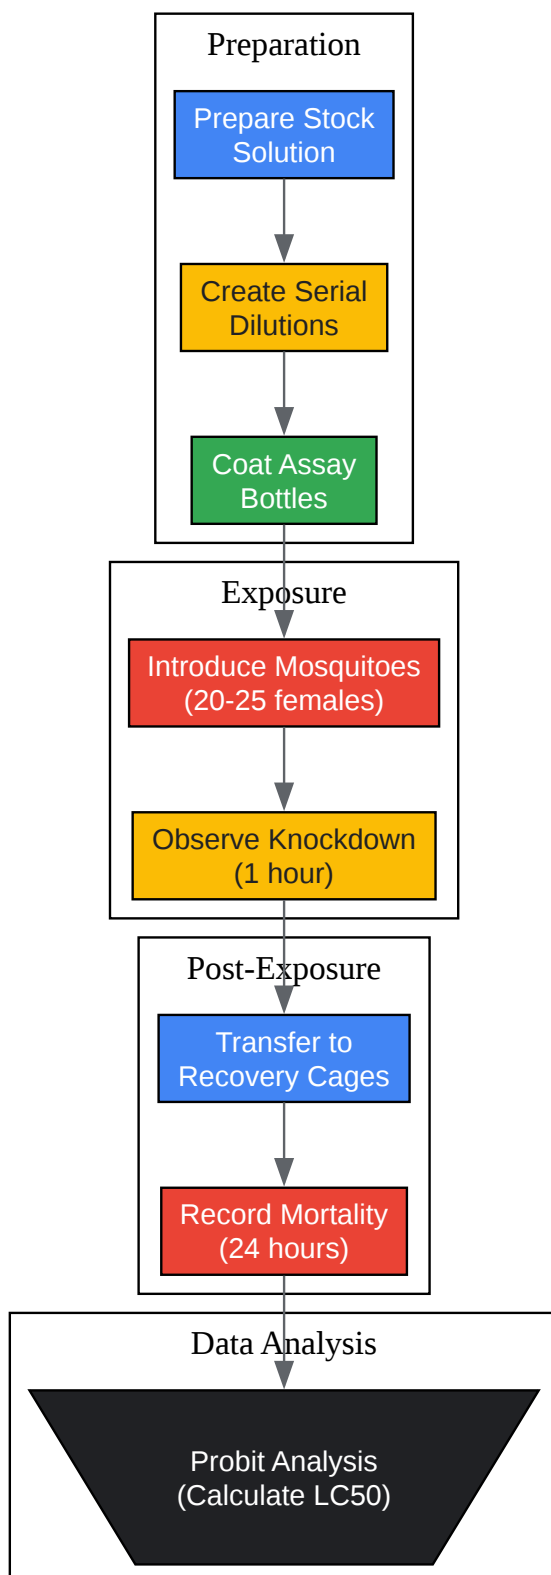 Preparation
Prepare Stock
Solution
Create Serial
Dilutions
Coat Assay
Bottles
Exposure
Introduce Mosquitoes
(20-25 females)
Observe Knockdown
(1 hour)
Post-Exposure
Transfer to
Recovery Cages
Record Mortality
(24 hours)
Data Analysis
Probit Analysis
(Calculate LC50)